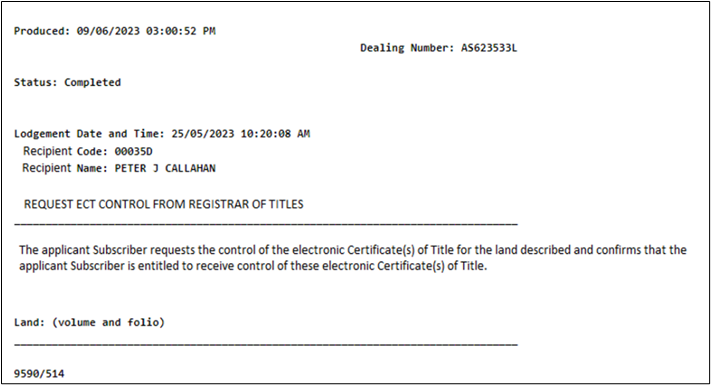 Produced: 09/06/2023 03:00:52 PM
Dealing Number: AS623533L
Status: Completed
Lodgement Date and Time: 25/05/2023 10:20:08 AM
Recipient Code: 00035D
Recipient Name: PETER J CALLAHAN
REQUEST ECT CONTROL FROM REGISTRAR OF TITLES
The applicant Subscriber requests the control of the electronic Certificate(s) of Title for the land described and confirms that the
applicant Subscriber is entitled to receive control of these electronic Certificate(s) of Title.
Land: (volume and folio)
9590/514